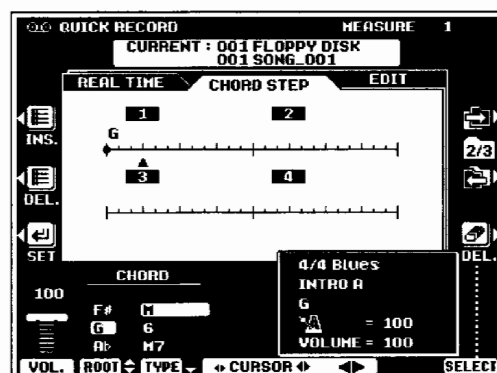 QUICK RECORD MEASURE 1
CURRENT : 001 FLOPPY DISK
001 SONG_001
REAL TIME CHORD STEP EDIT
1 2
G
INS.
2/3
3 4
DEL.
SET DEL.
CHORD
100
F# M
G 6
A♭ M7
4/4 Blues
INTRO A
G
= 100
VOLUME = 100
VOL. ROOT TYPE CURSOR SELECT